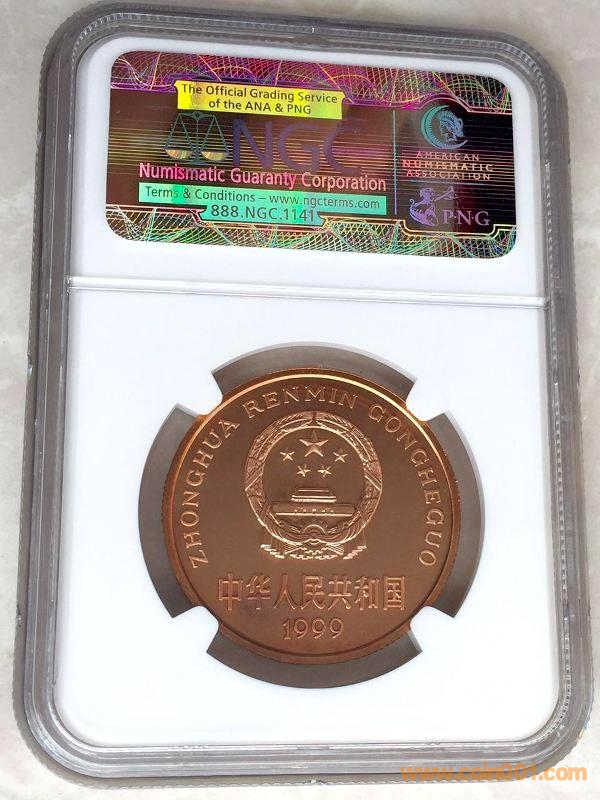 The Official Grading Service
of the ANA & PNG
NGC
Numismatic Guaranty Corporation
Terms & Conditions – www.ngcterms.com
888.NGC.1141
AMERICAN
NUMISMATIC
ASSOCIATION
P·N·G
ZHONGHUA RENMIN GONGHEGUO
中华人民共和国
1999
www.coin001.com